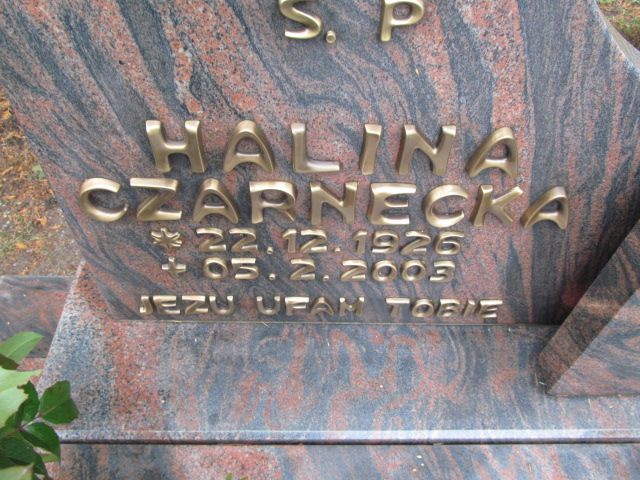 S. P
HALINA
CZARNECKA
* 22. 12. 1926
+ 05. 2. 2003
JEZU UFAM TOBIE